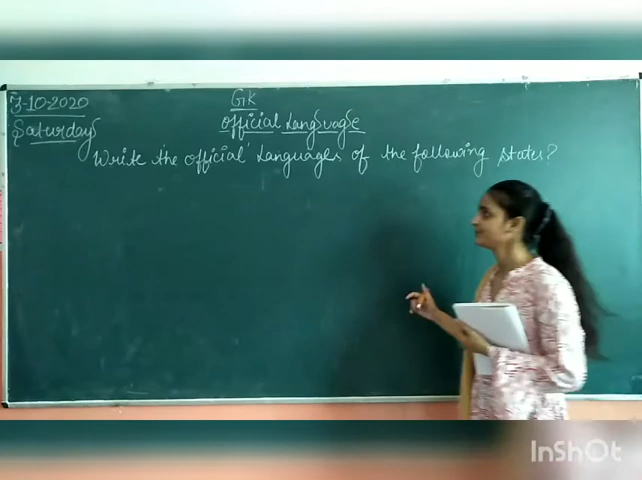 3-10-2020
GK
Saturday
Official Language
Write the official Languages of the following states?
InShOt